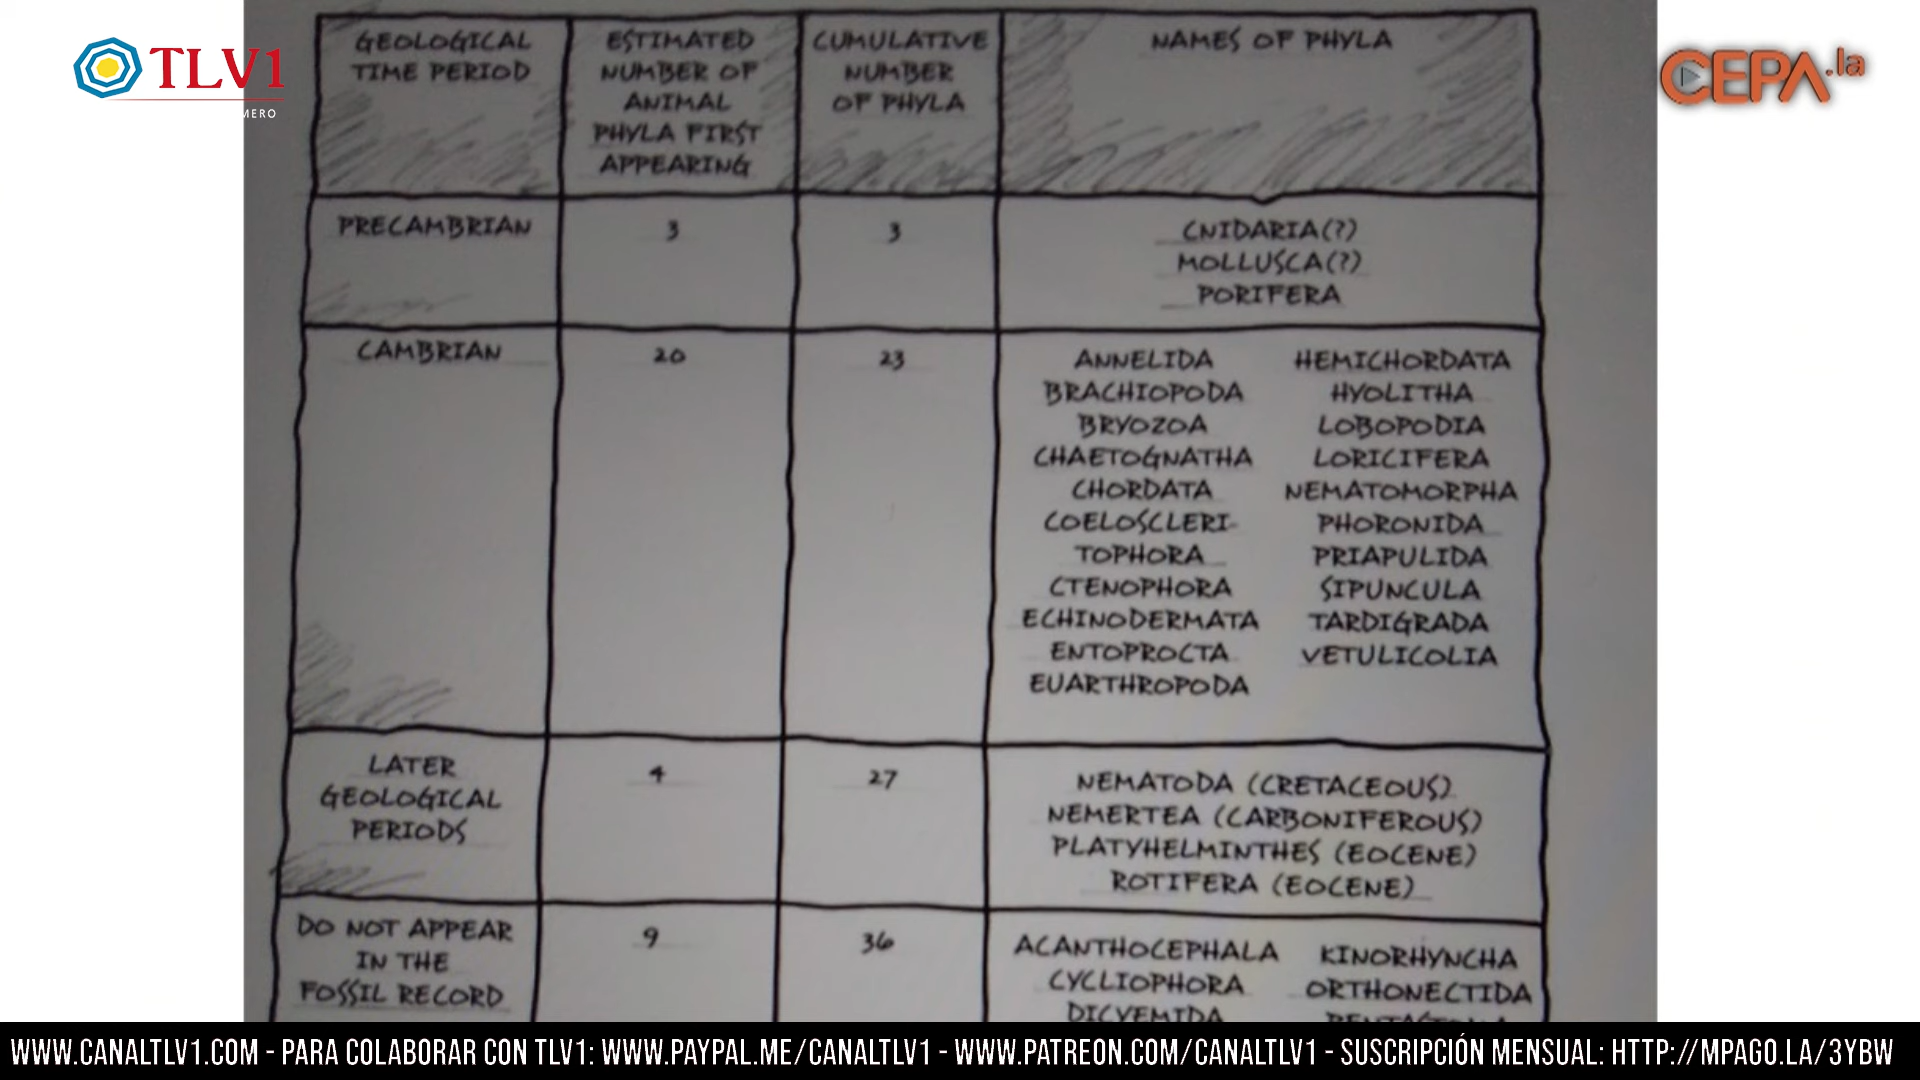 TLV1
MERO
CEPA.la
GEOLOGICAL
TIME PERIOD
ESTIMATED
NUMBER OF
ANIMAL
PHYLA FIRST
APPEARING
CUMULATIVE
NUMBER
OF PHYLA
NAMES OF PHYLA
PRECAMBRIAN
3
3
CNIDARIA(?)
MOLLUSCA(?)
PORIFERA
CAMBRIAN
20
23
ANNELIDA
BRACHIOPODA
BRYOZOA
CHAETOGNATHA
CHORDATA
COELOSCLERI-
TOPHORA
CTENOPHORA
ECHINODERMATA
ENTOPROCTA
EUARTHROPODA
HEMICHORDATA
HYOLITHA
LOBOPODIA
LORICIFERA
NEMATOMORPHA
PHORONIDA
PRIAPULIDA
SIPUNCULA
TARDIGRADA
VETULICOLIA
LATER
GEOLOGICAL
PERIODS
4
27
NEMATODA (CRETACEOUS)
NEMERTEA (CARBONIFEROUS)
PLATYHELMINTHES (EOCENE)
ROTIFERA (EOCENE)
DO NOT APPEAR
IN THE
FOSSIL RECORD
9
36
ACANTHOCEPHALA
CYCLIOPHORA
DICYEMIDA
KINORHYNCHA
ORTHONECTIDA
WWW.CANALTLV1.COM - PARA COLABORAR CON TLV1: WWW.PAYPAL.ME/CANALTLV1 - WWW.PATREON.COM/CANALTLV1 - SUSCRIPCIÓN MENSUAL: HTTP://MPAGO.LA/3YBW